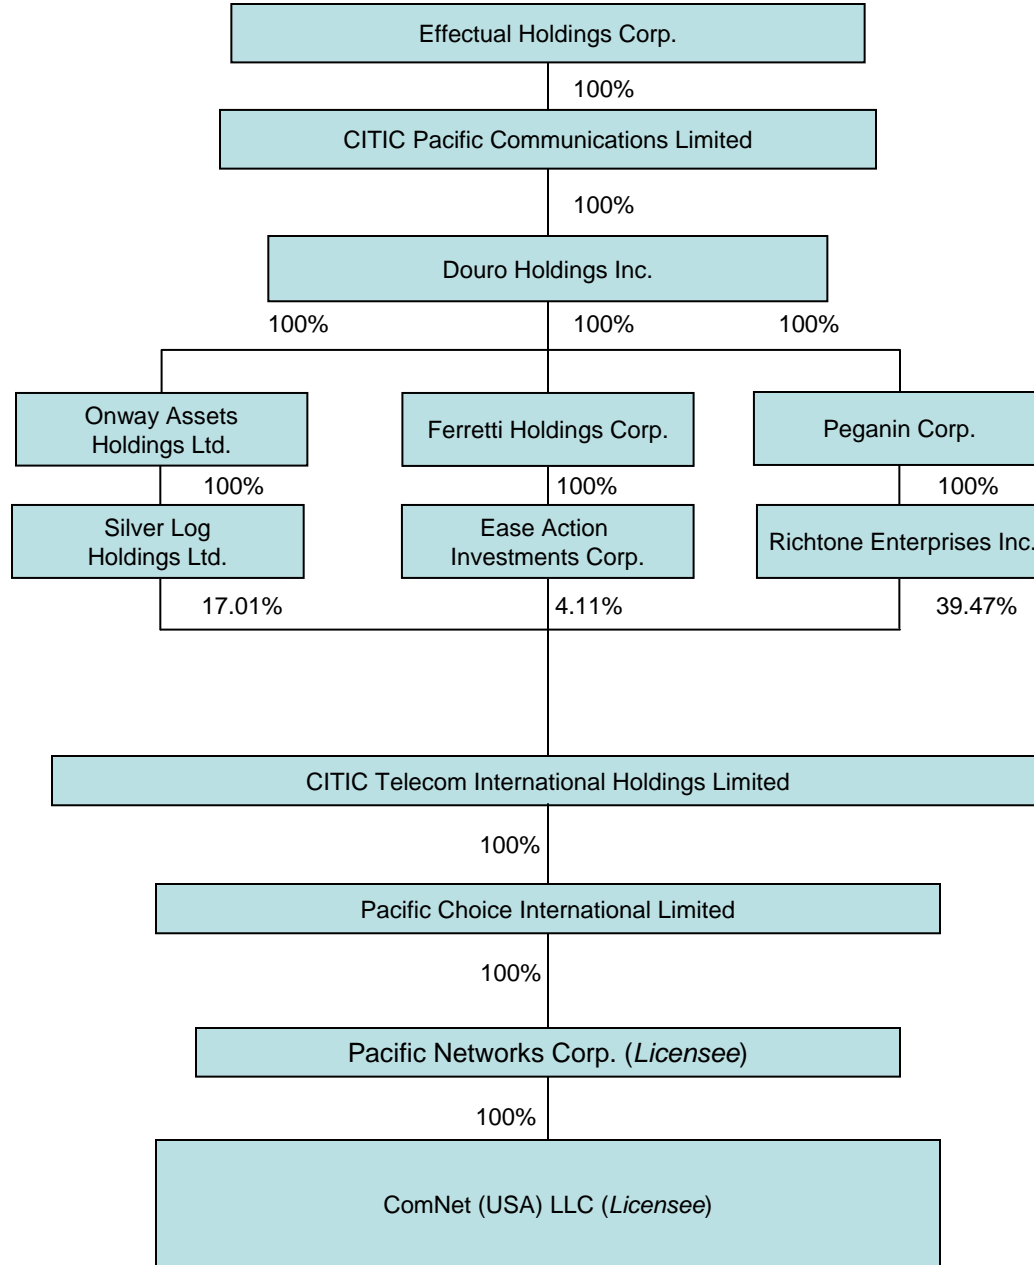 Effectual Holdings Corp.
100%
CITIC Pacific Communications Limited
100%
Douro Holdings Inc.
100%
100%
100%
Onway Assets
Holdings Ltd.
Ferretti Holdings Corp.
Peganin Corp.
100%
100%
100%
Silver Log
Holdings Ltd.
Ease Action
Investments Corp.
Richtone Enterprises Inc.
17.01%
4.11%
39.47%
CITIC Telecom International Holdings Limited
100%
Pacific Choice International Limited
100%
Pacific Networks Corp. (Licensee)
100%
ComNet (USA) LLC (Licensee)